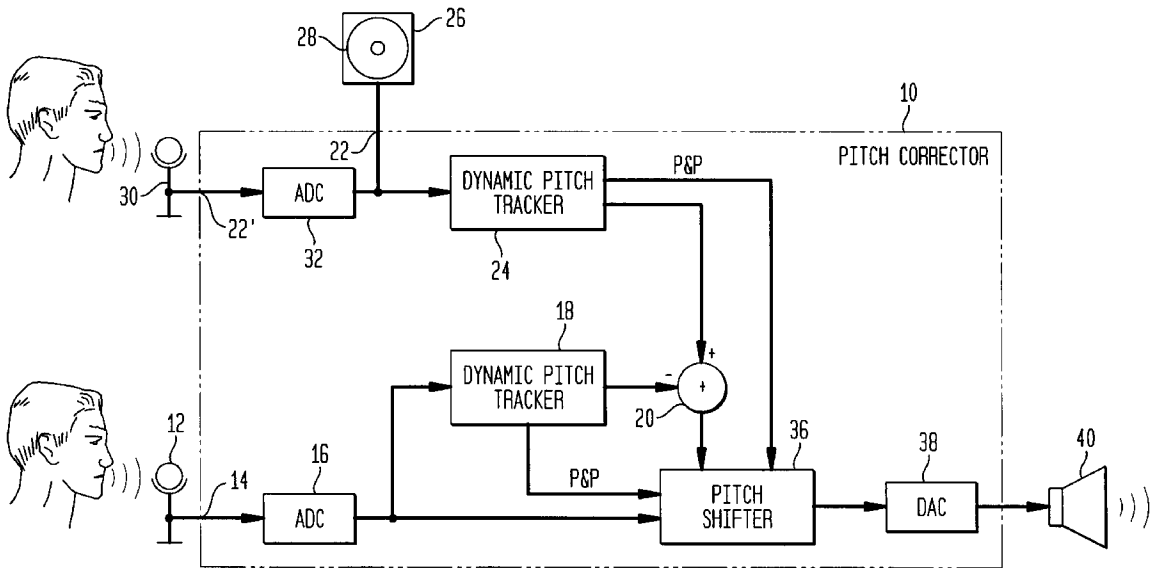 28
26
10
PITCH CORRECTOR
22
P&P
30
22'
ADC
32
DYNAMIC PITCH
TRACKER
24
18
DYNAMIC PITCH
TRACKER
+
-
+
20
12
14
16
ADC
P&P
36
PITCH
SHIFTER
38
DAC
40